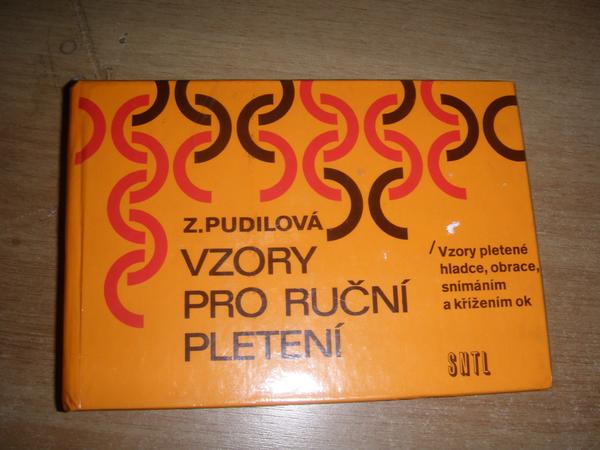 Z.PUDILOVÁ
VZORY
PRO RUČNÍ
PLETENÍ
/Vzory pletené
hladce, obrace,
snímáním
a křížením ok
SNTL